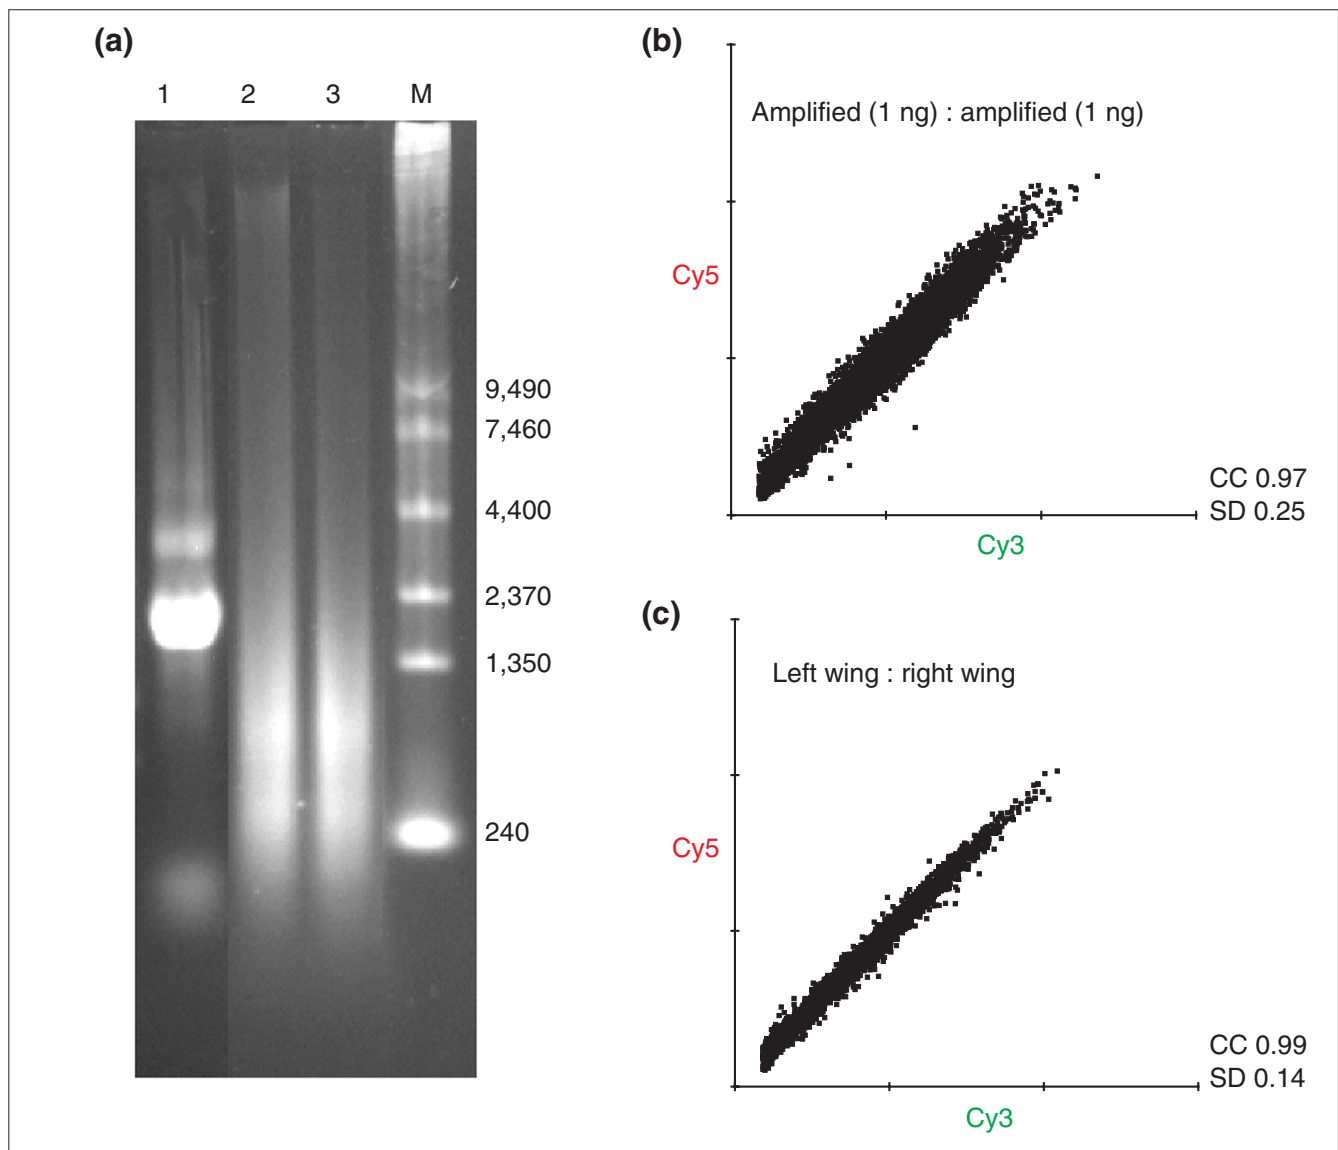 (a)
1 2 3 M
9,490
7,460
4,400
2,370
1,350
240
(b)
Amplified (1 ng) : amplified (1 ng)
Cy5
CC 0.97
SD 0.25
Cy3
(c)
Left wing : right wing
Cy5
CC 0.99
SD 0.14
Cy3